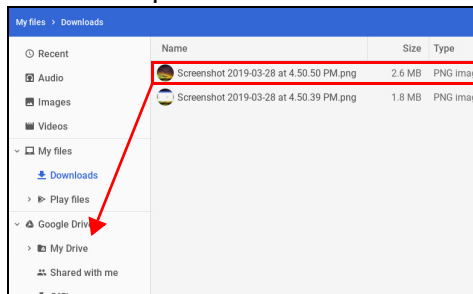 My files > Downloads
Name Size Type
Recent
Screenshot 2019-03-28 at 4.50.50 PM.png 2.6 MB PNG imag
Audio
Screenshot 2019-03-28 at 4.50.39 PM.png 1.8 MB PNG imag
Images
Videos
My files
Downloads
Play files
Google Drive
My Drive
Shared with me